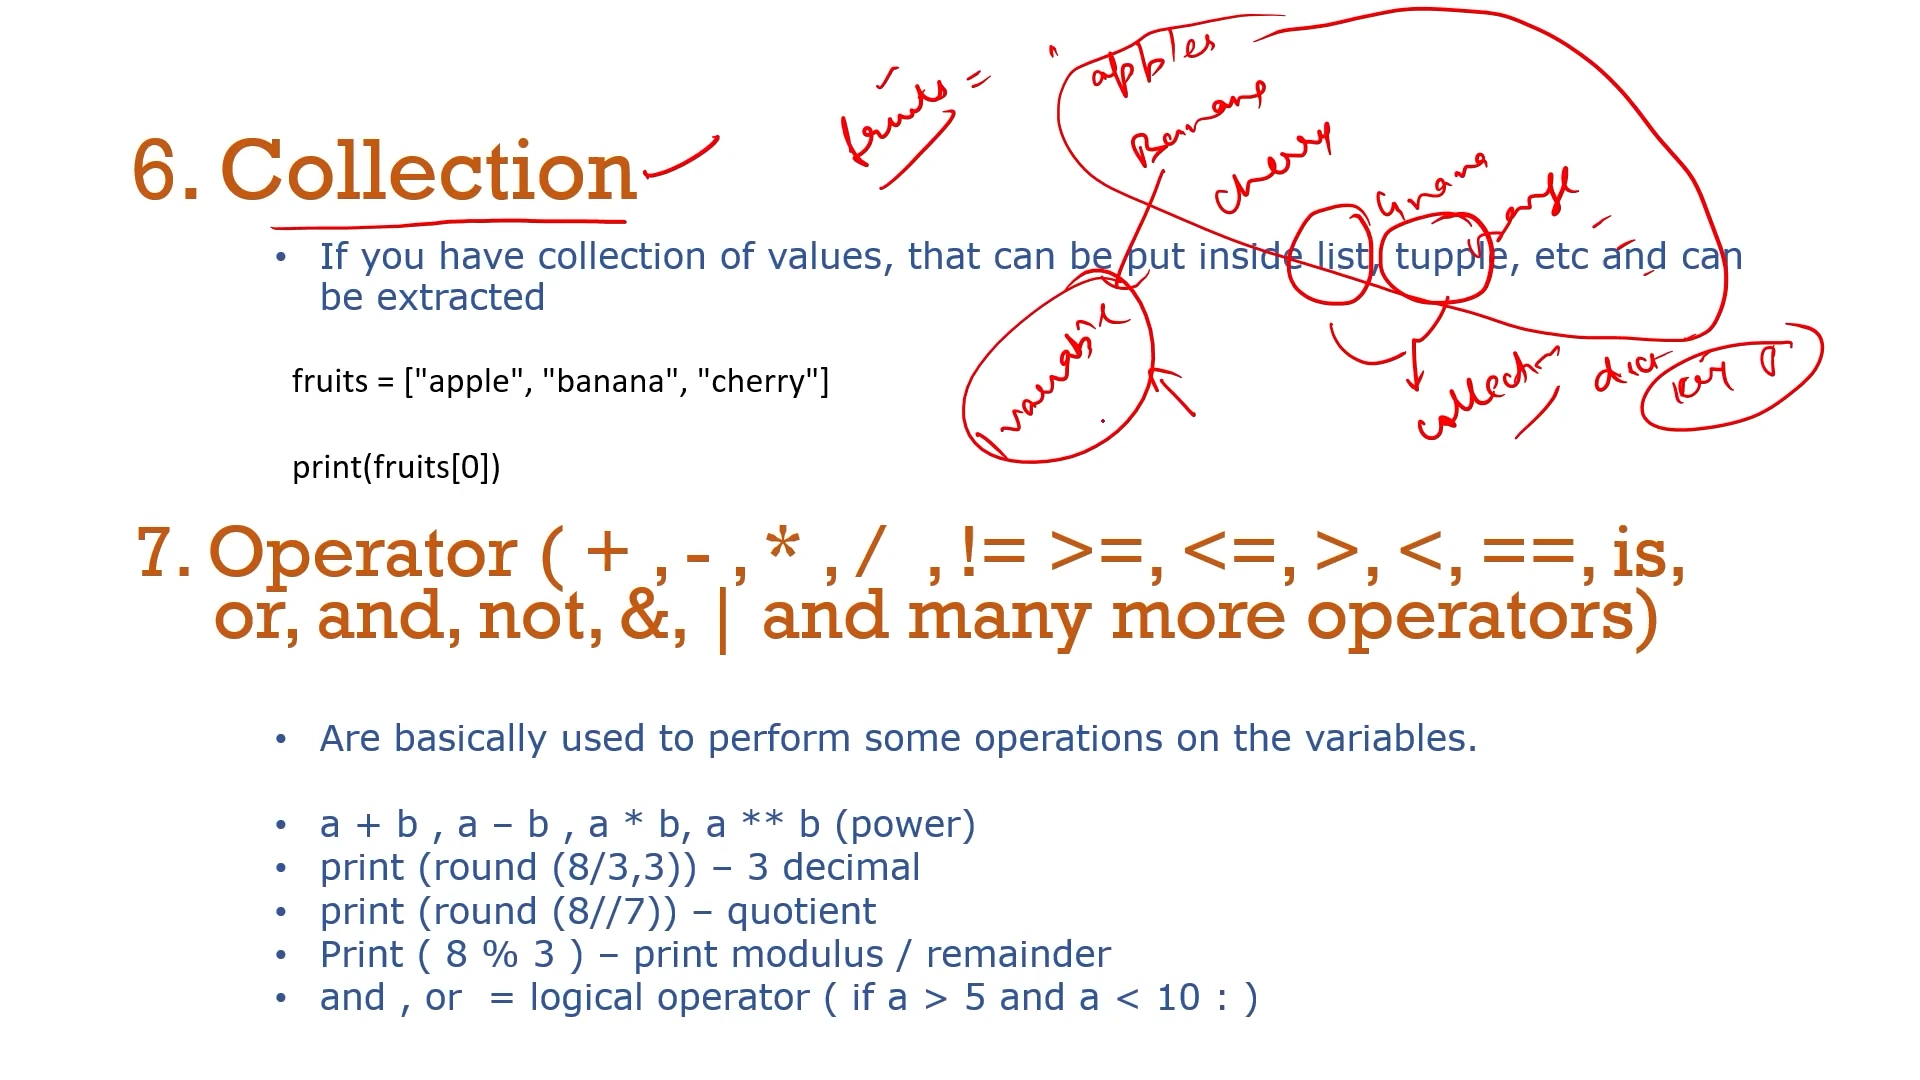 fruits = " apples
Banana
cherry
6. Collection
• If you have collection of values, that can be put inside list, tupple, etc and can
be extracted
variable
collection dict key
fruits = ["apple", "banana", "cherry"]
print(fruits[0])
7. Operator ( + , - , * , / , != >=, <=, >, <, ==, is,
or, and, not, &, | and many more operators)
• Are basically used to perform some operations on the variables.
• a + b , a – b , a * b, a ** b (power)
• print (round (8/3,3)) – 3 decimal
• print (round (8//7)) – quotient
• Print ( 8 % 3 ) – print modulus / remainder
• and , or = logical operator ( if a > 5 and a < 10 : )